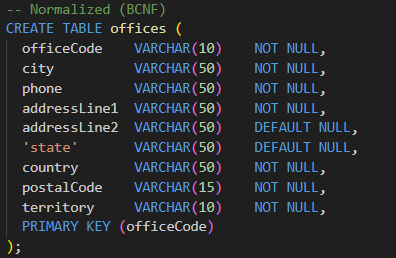 -- Normalized (BCNF)
CREATE TABLE offices (
  officeCode    VARCHAR(10)    NOT NULL,
  city          VARCHAR(50)    NOT NULL,
  phone         VARCHAR(50)    NOT NULL,
  addressLine1  VARCHAR(50)    NOT NULL,
  addressLine2  VARCHAR(50)    DEFAULT NULL,
  'state'       VARCHAR(50)    DEFAULT NULL,
  country       VARCHAR(50)    NOT NULL,
  postalCode    VARCHAR(15)    NOT NULL,
  territory     VARCHAR(10)    NOT NULL,
  PRIMARY KEY (officeCode)
);